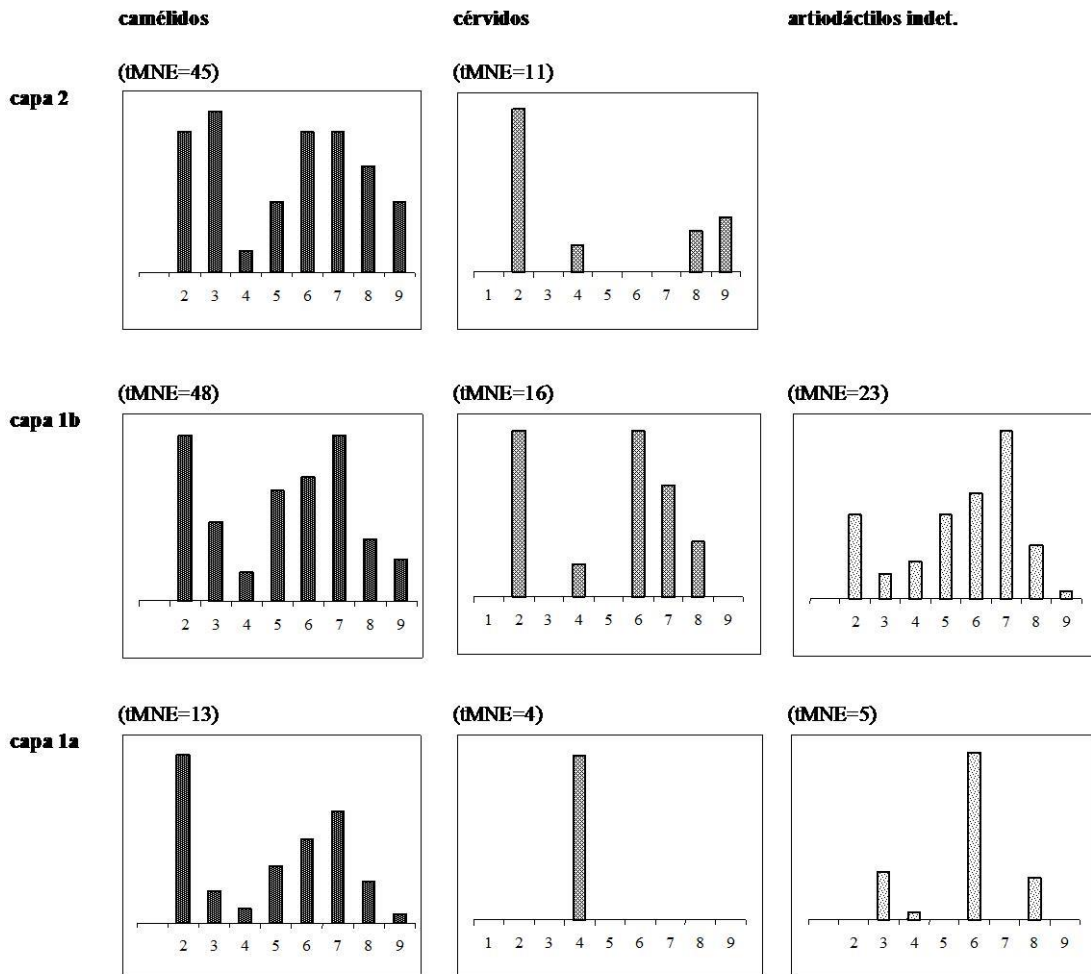 camélidos cérvidos artiodáctilos indet.
(tMNE=45) (tMNE=11)
capa 2
2 3 4 5 6 7 8 9
1 2 3 4 5 6 7 8 9
(tMNE=48) (tMNE=16) (tMNE=23)
capa 1b
2 3 4 5 6 7 8 9
1 2 3 4 5 6 7 8 9
2 3 4 5 6 7 8 9
(tMNE=13) (tMNE=4) (tMNE=5)
capa 1a
2 3 4 5 6 7 8 9
1 2 3 4 5 6 7 8 9
2 3 4 5 6 7 8 9